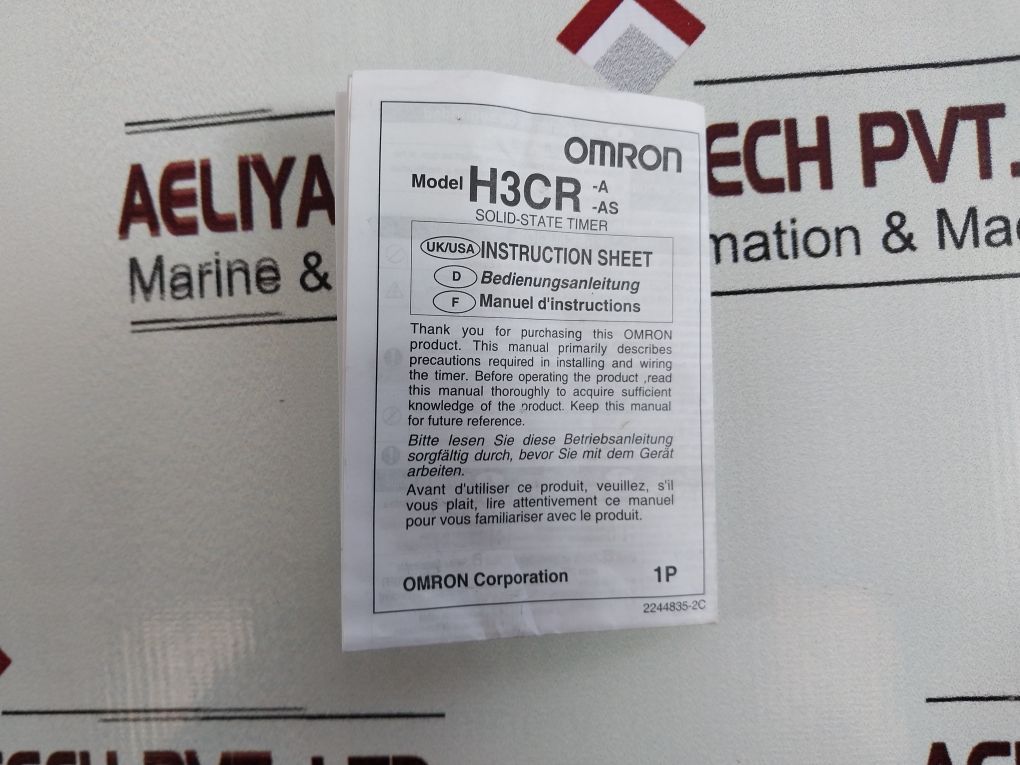 AELIYA
ECH PVT.
Marine &
mation & Ma
OMRON
Model H3CR -A
-AS
SOLID-STATE TIMER
UK/USA INSTRUCTION SHEET
D Bedienungsanleitung
F Manuel d'instructions
Thank you for purchasing this OMRON
product. This manual primarily describes
precautions required in installing and wiring
the timer. Before operating the product ,read
this manual thoroughly to acquire sufficient
knowledge of the product. Keep this manual
for future reference.
Bitte lesen Sie diese Betriebsanleitung
sorgfältig durch, bevor Sie mit dem Gerät
arbeiten.
Avant d'utiliser ce produit, veuillez, s'il
vous plait, lire attentivement ce manuel
pour vous familiariser avec le produit.
OMRON Corporation 1P
2244835-2C